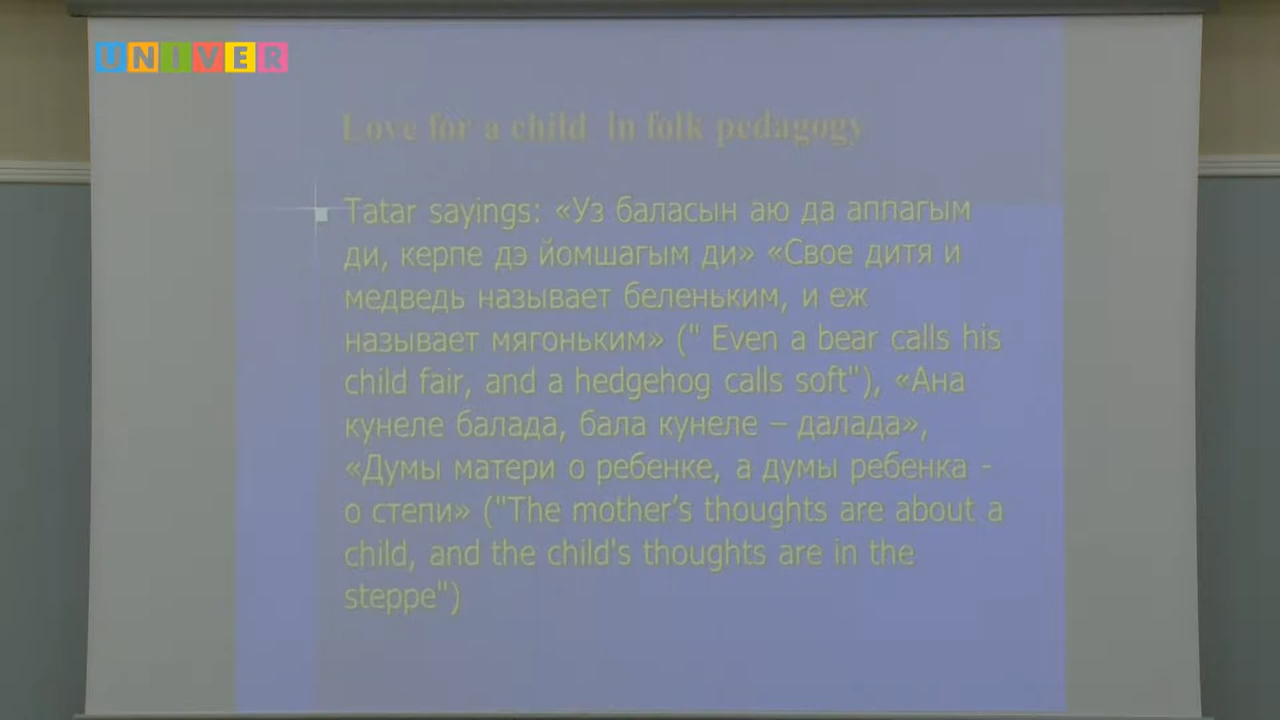 UNIVER
Love for a child in folk pedagogy
Tatar sayings: «Уз баласын аю да аппагым
ди, керпе дэ йомшагым ди» «Свое дитя и
медведь называет беленьким, и еж
называет мягоньким» (" Even a bear calls his
child fair, and a hedgehog calls soft"), «Ана
кунеле балада, бала кунеле – далада»,
«Думы матери о ребенке, а думы ребенка -
о степи» ("The mother’s thoughts are about a
child, and the child's thoughts are in the
steppe")